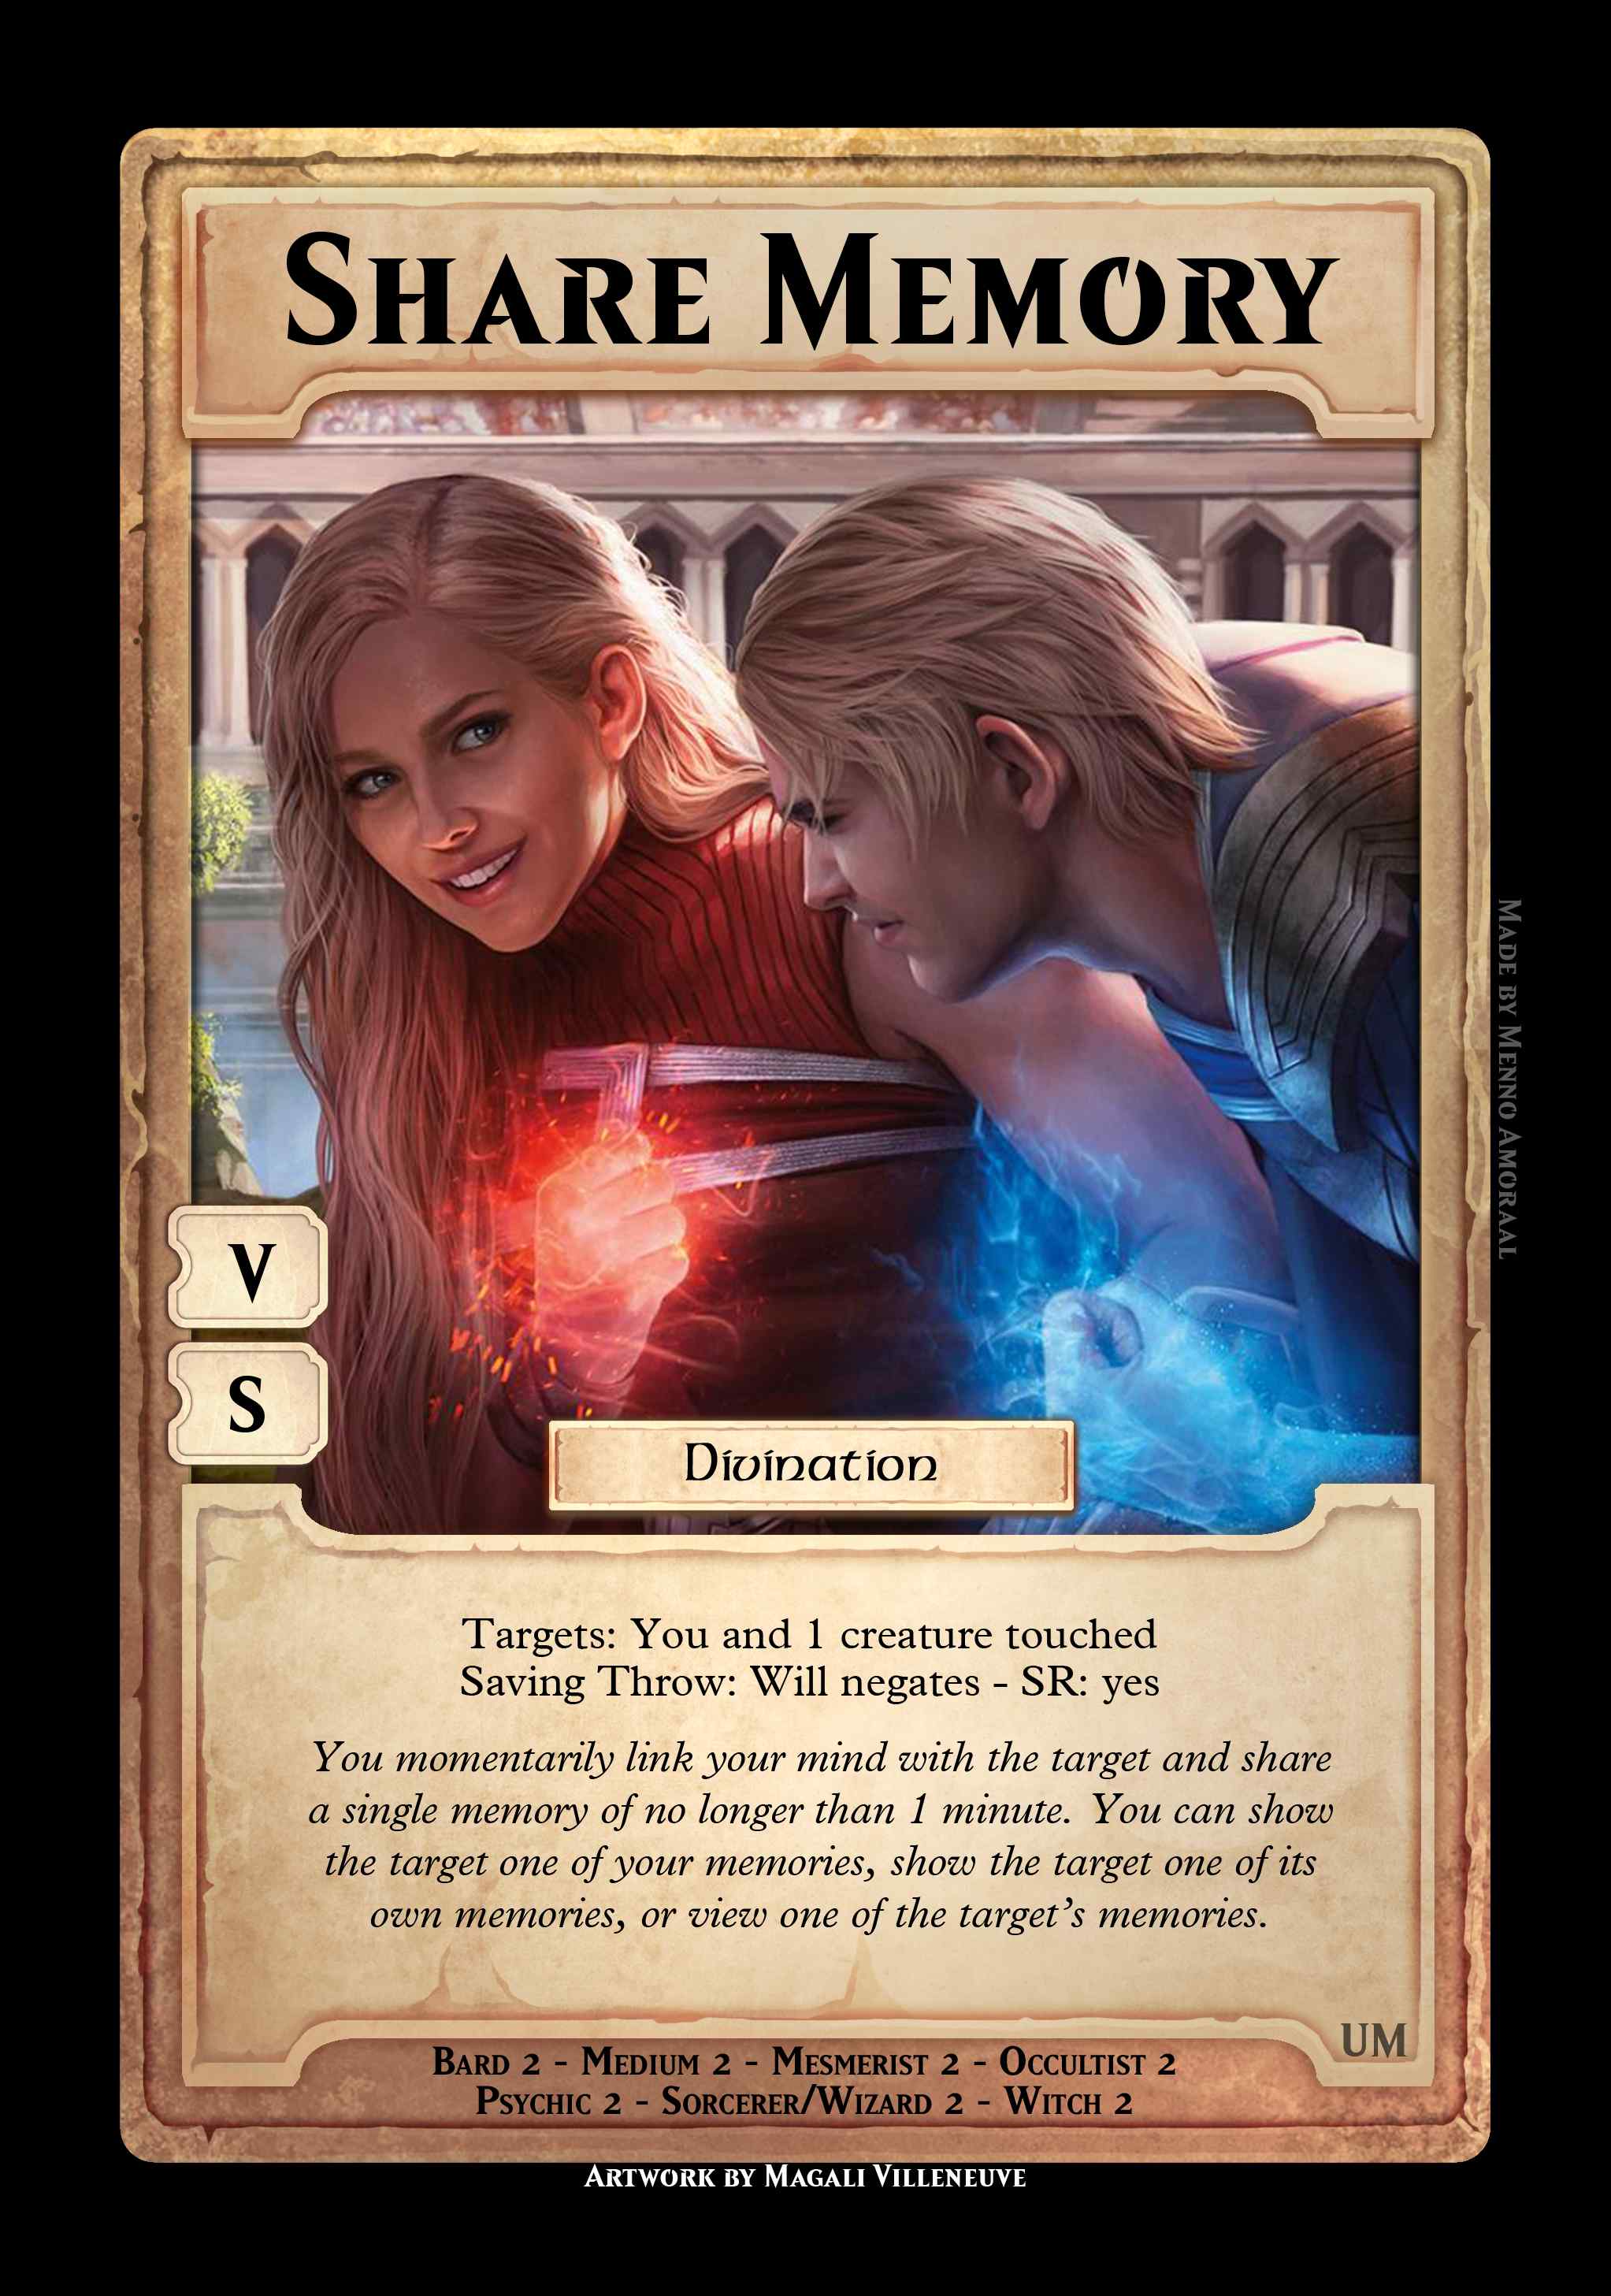 Share Memory
V
S
Divination
Targets: You and 1 creature touched
Saving Throw: Will negates - SR: yes
You momentarily link your mind with the target and share
a single memory of no longer than 1 minute. You can show
the target one of your memories, show the target one of its
own memories, or view one of the target's memories.
UM
Bard 2 - Medium 2 - Mesmerist 2 - Occultist 2
Psychic 2 - Sorcerer/Wizard 2 - Witch 2
Artwork by Magali Villeneuve
Made by Menno Amoraal